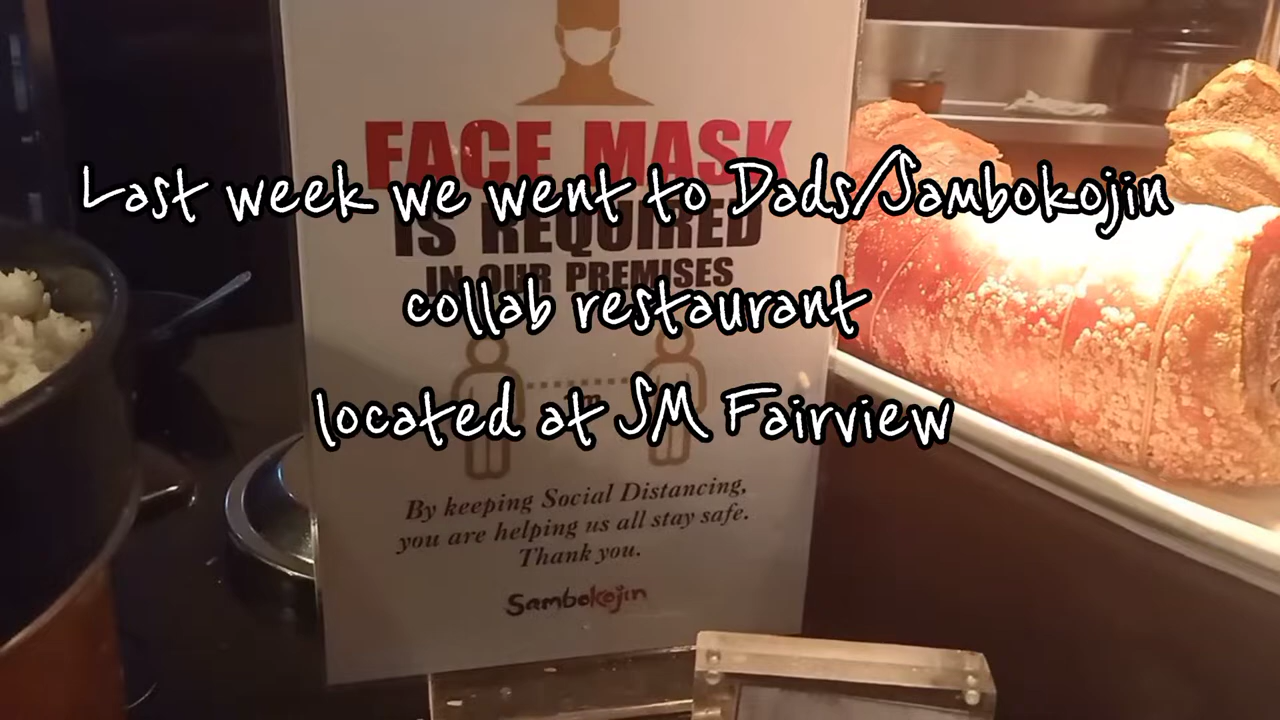 FACE MASK
Last week we went to Dads/Sambokojin
IS REQUIRED
IN OUR PREMISES
collab restaurant
located at SM Fairview
By keeping Social Distancing,
you are helping us all stay safe.
Thank you.
Sambokojin